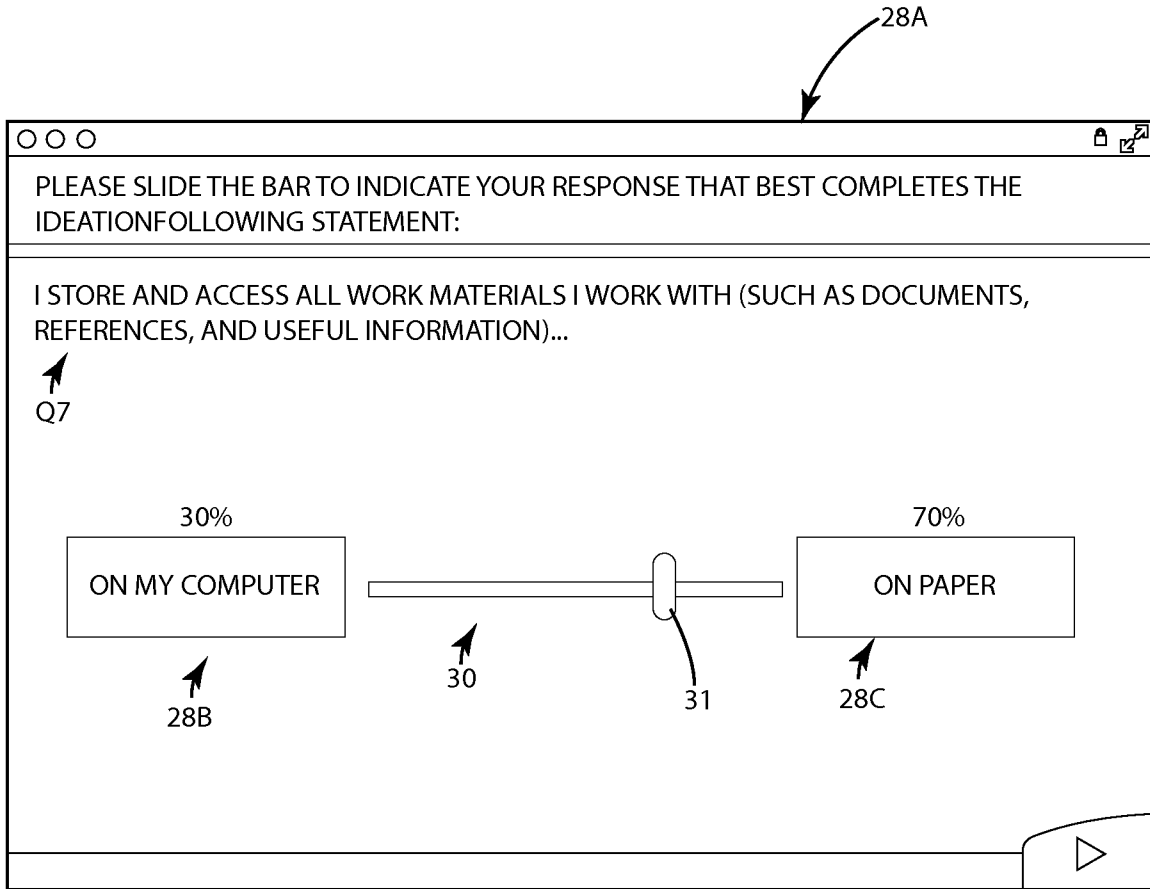 28A
PLEASE SLIDE THE BAR TO INDICATE YOUR RESPONSE THAT BEST COMPLETES THE
IDEATIONFOLLOWING STATEMENT:
I STORE AND ACCESS ALL WORK MATERIALS I WORK WITH (SUCH AS DOCUMENTS,
REFERENCES, AND USEFUL INFORMATION)...
Q7
30% 70%
ON MY COMPUTER ON PAPER
30
31
28B
28C